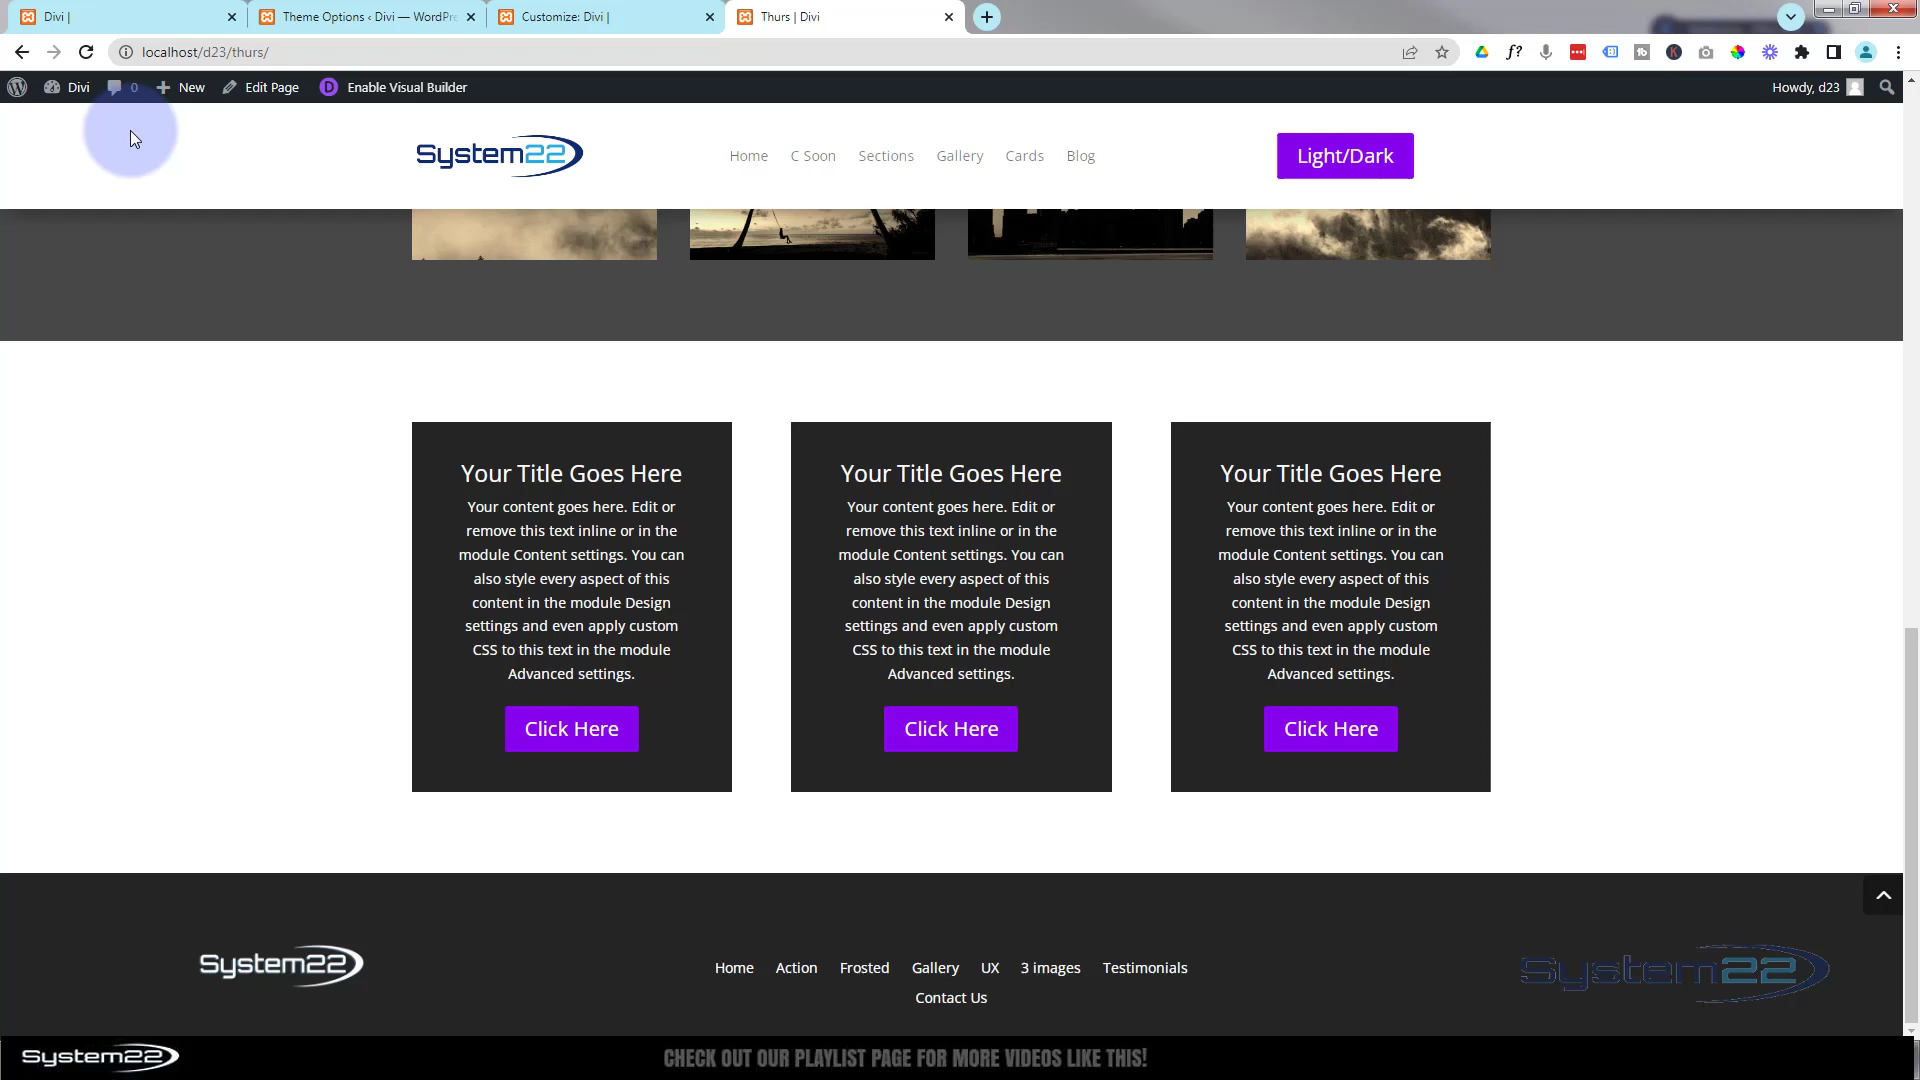 Divi |
Theme Options ‹ Divi — WordPre
Customize: Divi |
Thurs | Divi
localhost/d23/thurs/
Divi
0
New
Edit Page
Enable Visual Builder
Howdy, d23
System22
Home
C Soon
Sections
Gallery
Cards
Blog
Light/Dark
Your Title Goes Here
Your content goes here. Edit or
remove this text inline or in the
module Content settings. You can
also style every aspect of this
content in the module Design
settings and even apply custom
CSS to this text in the module
Advanced settings.
Click Here
Your Title Goes Here
Your content goes here. Edit or
remove this text inline or in the
module Content settings. You can
also style every aspect of this
content in the module Design
settings and even apply custom
CSS to this text in the module
Advanced settings.
Click Here
Your Title Goes Here
Your content goes here. Edit or
remove this text inline or in the
module Content settings. You can
also style every aspect of this
content in the module Design
settings and even apply custom
CSS to this text in the module
Advanced settings.
Click Here
System22
Home
Action
Frosted
Gallery
UX
3 images
Testimonials
Contact Us
System22
System22
CHECK OUT OUR PLAYLIST PAGE FOR MORE VIDEOS LIKE THIS!